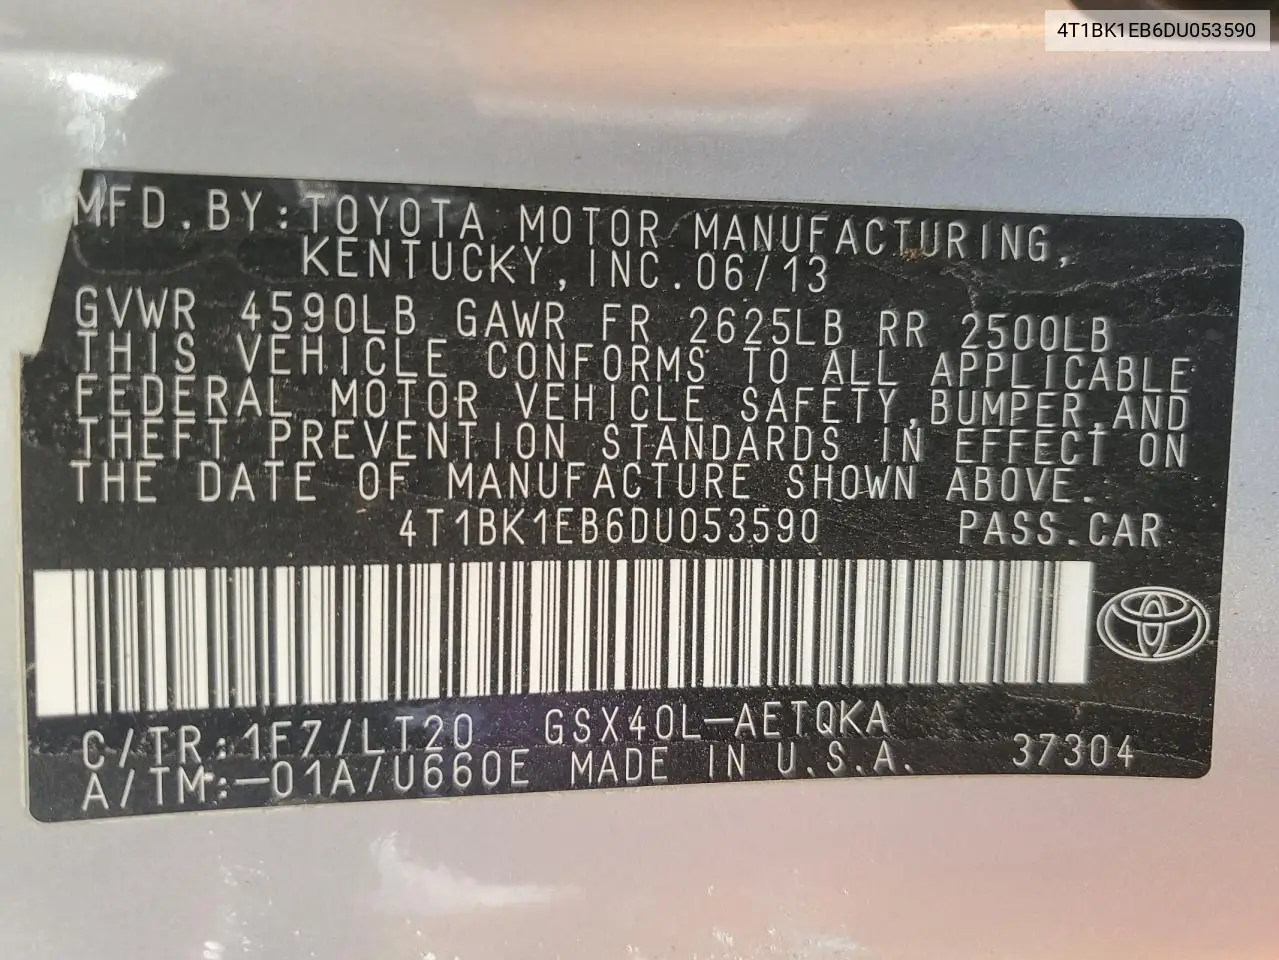 4T1BK1EB6DU053590
MFD.BY:TOYOTA MOTOR MANUFACTURING,
KENTUCKY,INC.06/13
GVWR 4590LB GAWR FR 2625LB RR 2500LB
THIS VEHICLE CONFORMS TO ALL APPLICABLE
FEDERAL MOTOR VEHICLE SAFETY,BUMPER,AND
THEFT PREVENTION STANDARDS IN EFFECT ON
THE DATE OF MANUFACTURE SHOWN ABOVE.
4T1BK1EB6DU053590 PASS.CAR
C/TR:1F7/LT20 GSX40L-AETQKA
A/TM:-01A/U660E MADE IN U.S.A. 37304